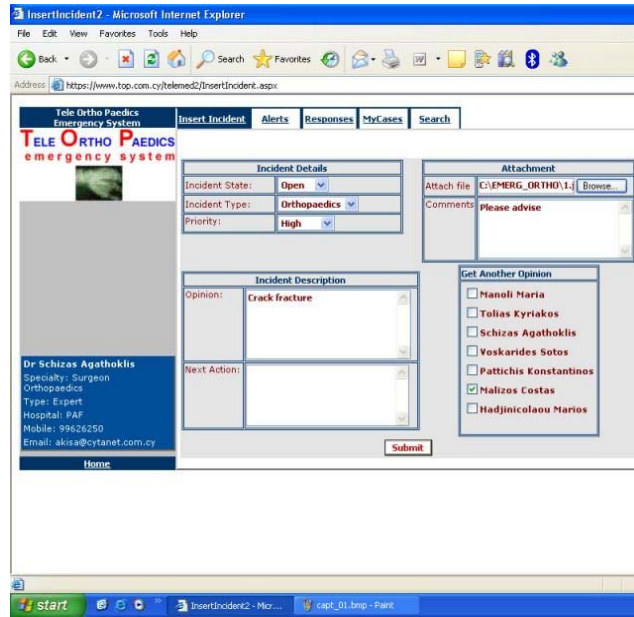 InsertIncident2 - Microsoft Internet Explorer
File Edit View Favorites Tools Help
Back Search Favorites
Address https://www.top.com.cy/telemed2/InsertIncident.aspx
Tele Ortho Paedics
Emergency System
Insert Incident Alerts Responses MyCases Search
TELE ORTHO PAEDICS
emergency system
Incident Details
Incident State: Open
Incident Type: Orthopaedics
Priority: High
Attachment
Attach file C:\EMERG_ORTHO\1.j Browse...
Comments Please advise
Incident Description
Opinion: Crack fracture
Next Action:
Get Another Opinion
Manoli Maria
Tolias Kyriakos
Schizas Agathoklis
Voskarides Sotos
Pattichis Konstantinos
Malizos Costas
Hadjinicolaou Marios
Dr Schizas Agathoklis
Specialty: Surgeon
Orthopaedics
Type: Expert
Hospital: PAF
Mobile: 99626250
Email: akisa@cytanet.com.cy
Submit
Home
start InsertIncident2 - Micr... capt_01.bmp - Paint